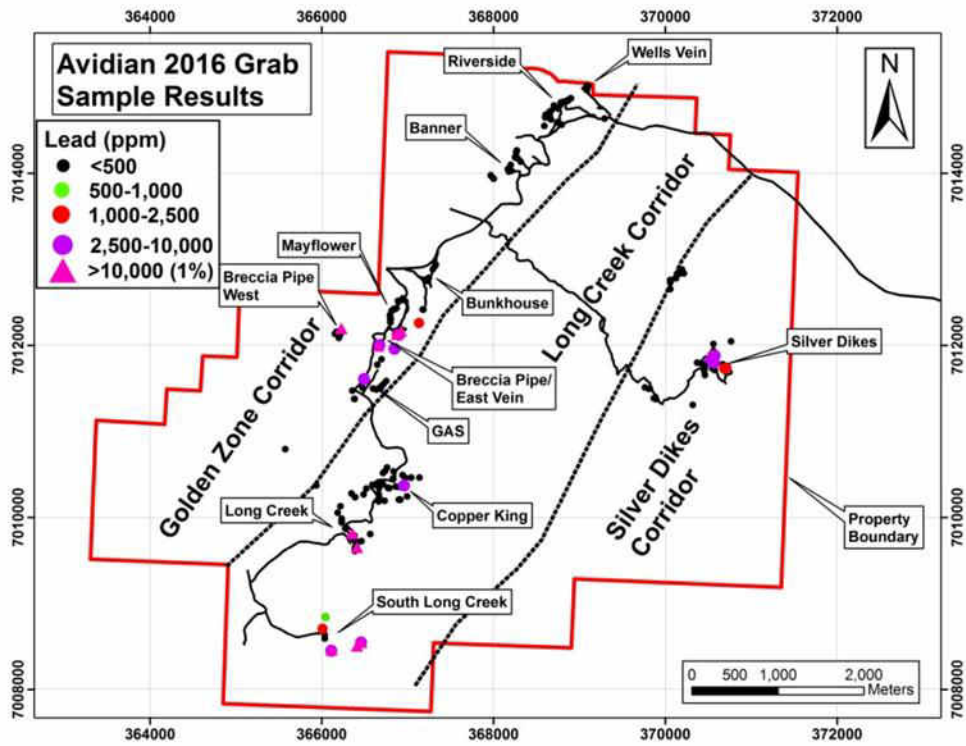 364000
366000
368000
370000
372000
Avidian 2016 Grab
Sample Results
Lead (ppm)
<500
500-1,000
1,000-2,500
2,500-10,000
>10,000 (1%)
Wells Vein
Riverside
Banner
N
7014000
7014000
Mayflower
Breccia Pipe
West
Bunkhouse
Long Creek Corridor
7012000
7012000
Silver Dikes
Breccia Pipe/
East Vein
GAS
Golden Zone Corridor
Silver Dikes
Corridor
Long Creek
Copper King
Property
Boundary
7010000
7010000
South Long Creek
0
500
1,000
2,000
Meters
7008000
7008000
364000
366000
368000
370000
372000